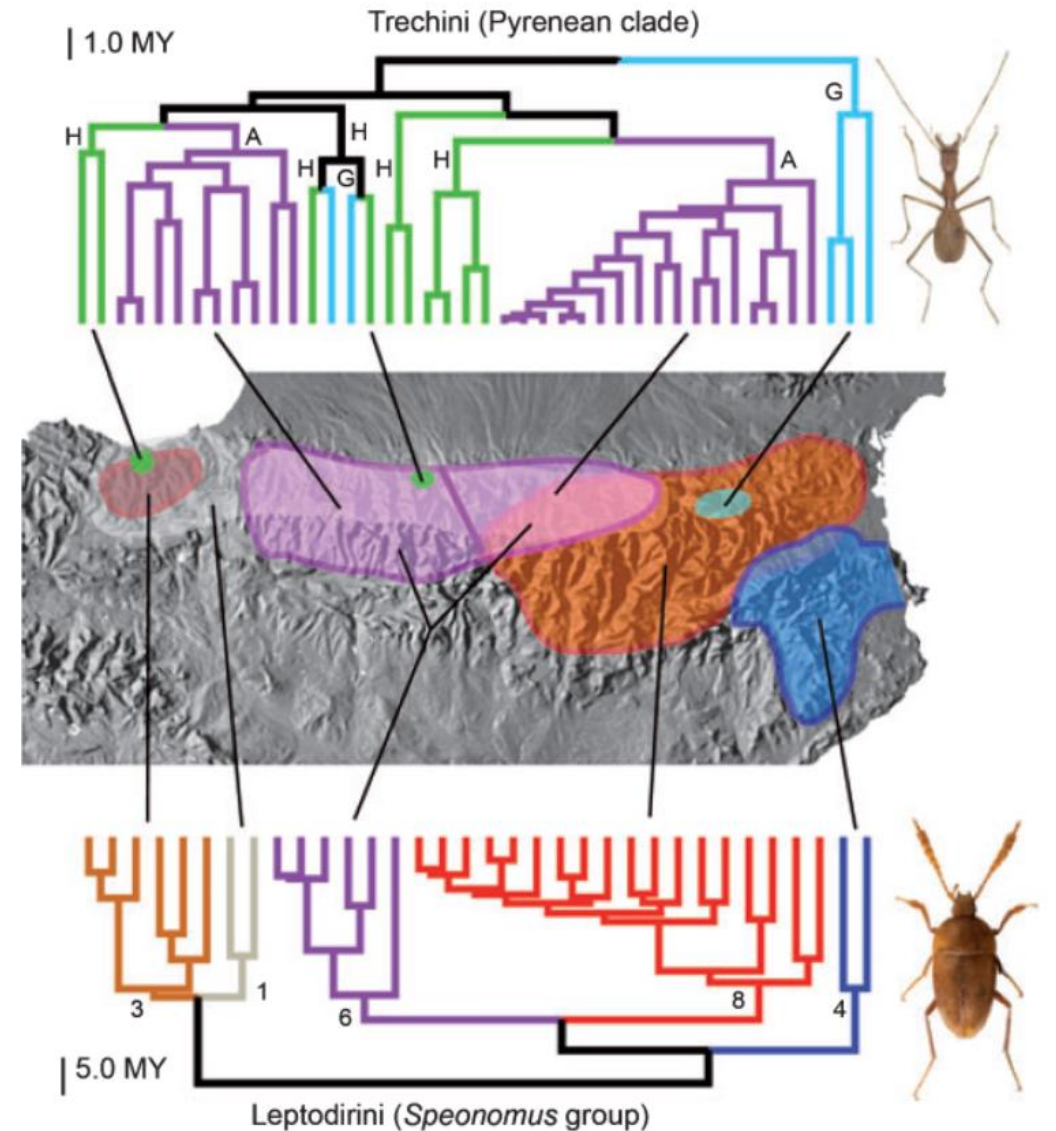 Trechini (Pyrenean clade)
1.0 MY
G
H
A
H
H
G
H
H
A
3
1
6
8
4
5.0 MY
Leptodirini (Speonomus group)